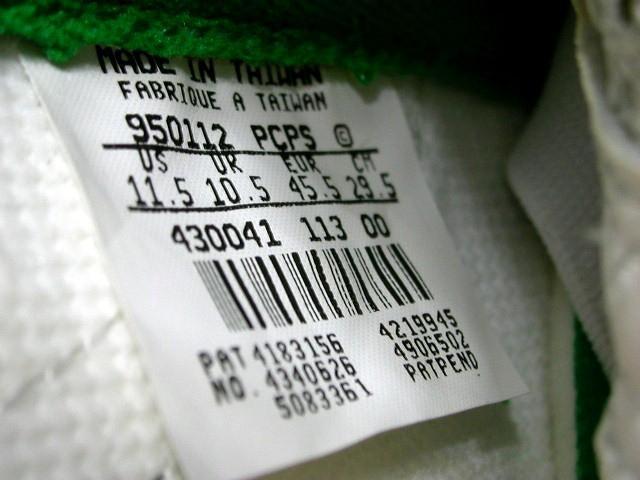 MADE IN TAIWAN
FABRIQUE A TAIWAN
950112 PCPS ©
US UK EUR CM
11.5 10.5 45.5 29.5
430041 113 00
PAT 4183156 4219945
NO. 4340626 4906502
5083361 PATPEND